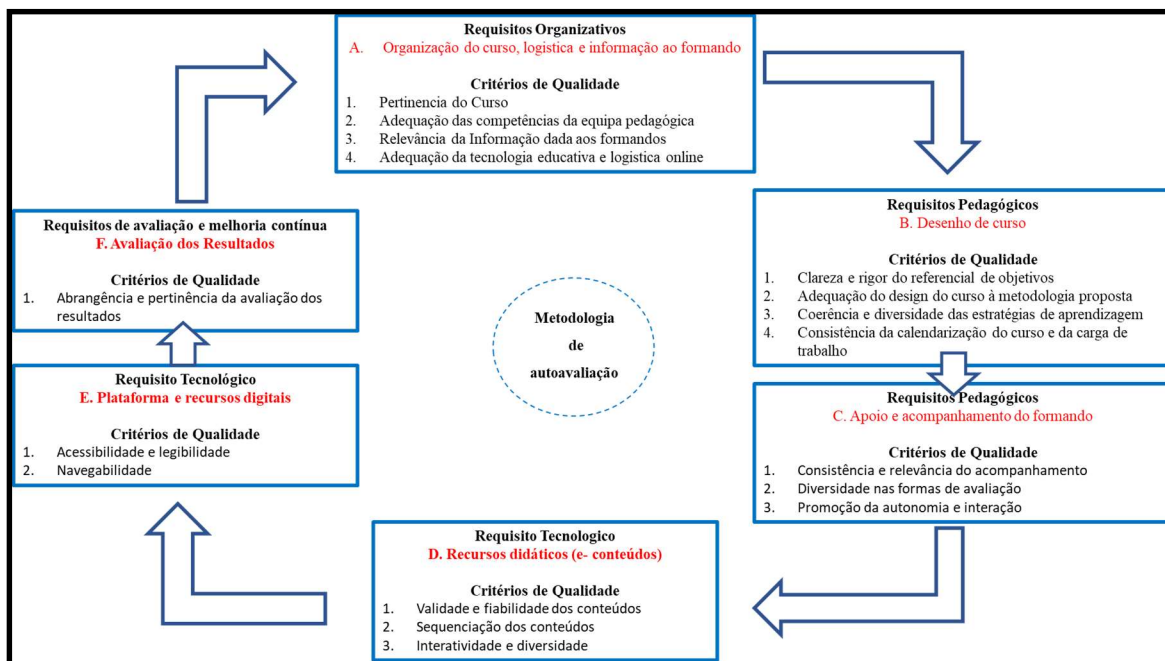 Requisitos Organizativos
A. Organização do curso, logistica e informação ao formando
Critérios de Qualidade
1. Pertinencia do Curso
2. Adequação das competências da equipa pedagógica
3. Relevância da Informação dada aos formandos
4. Adequação da tecnologia educativa e logistica online
Requisitos Pedagógicos
B. Desenho de curso
Critérios de Qualidade
1. Clareza e rigor do referencial de objetivos
2. Adequação do design do curso à metodologia proposta
3. Coerência e diversidade das estratégias de aprendizagem
4. Consistência da calendarização do curso e da carga de
trabalho
Requisitos Pedagógicos
C. Apoio e acompanhamento do formando
Critérios de Qualidade
1. Consistência e relevância do acompanhamento
2. Diversidade nas formas de avaliação
3. Promoção da autonomia e interação
Requisito Tecnologico
D. Recursos didáticos (e- conteúdos)
Critérios de Qualidade
1. Validade e fiabilidade dos conteúdos
2. Sequenciação dos conteúdos
3. Interatividade e diversidade
Requisito Tecnológico
E. Plataforma e recursos digitais
Critérios de Qualidade
1. Acessibilidade e legibilidade
2. Navegabilidade
Requisitos de avaliação e melhoria contínua
F. Avaliação dos Resultados
Critérios de Qualidade
1. Abrangência e pertinência da avaliação dos
resultados
Metodologia
de
autoavaliação